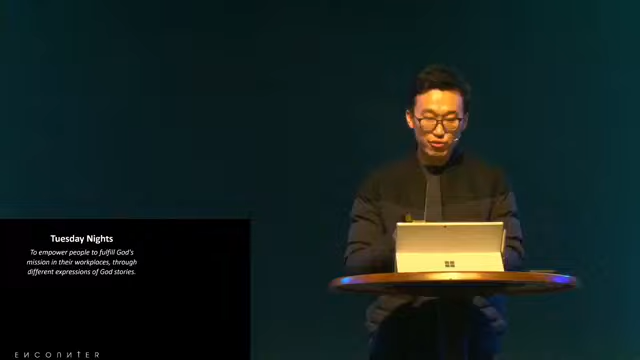 Tuesday Nights
To empower people to fulfill God's
mission in their workplaces, through
different expressions of God stories.
ENCOUNTER